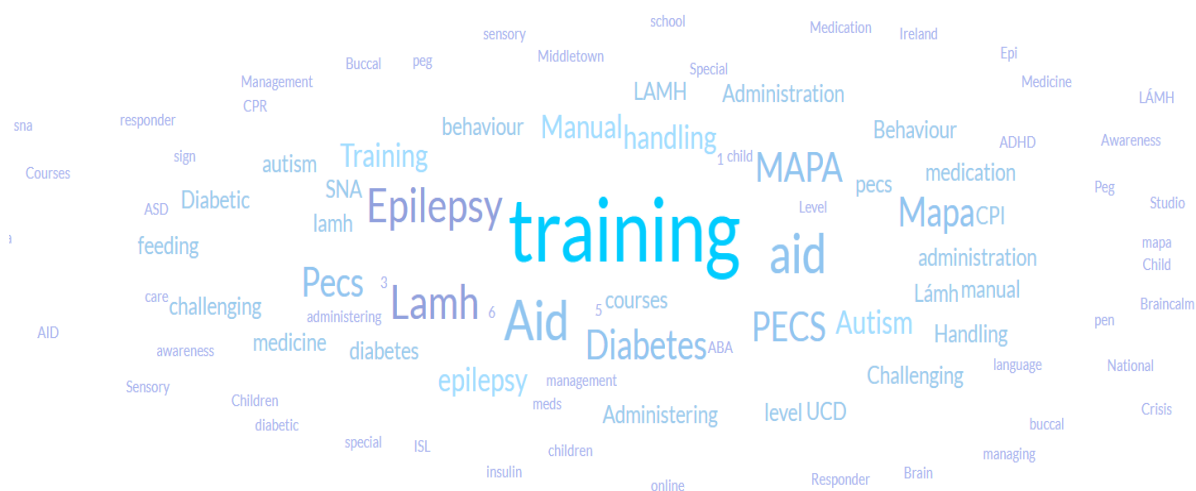 school
Medication
Ireland
sensory
Epi
Middletown
Buccal
peg
Special
Management
Medicine
LAMH
Administration
LÁMH
CPR
sna
responder
behaviour
Manual
handling
Behaviour
ADHD
Awareness
sign
autism
Training
1
child
MAPA
medication
Courses
SNA
pecs
Peg
ASD
Diabetic
Epilepsy
training
Level
Mapa
CPI
Studio
lamh
feeding
aid
administration
mapa
Child
Pecs
3
care
challenging
administering
Lamh
6
Aid
5
courses
Lámh
manual
Braincalm
AID
PECS
Autism
pen
Handling
awareness
medicine
diabetes
Diabetes
ABA
language
National
Sensory
epilepsy
management
Challenging
Children
meds
Administering
level
UCD
Crisis
diabetic
buccal
special
ISL
children
managing
insulin
online
Responder
Brain